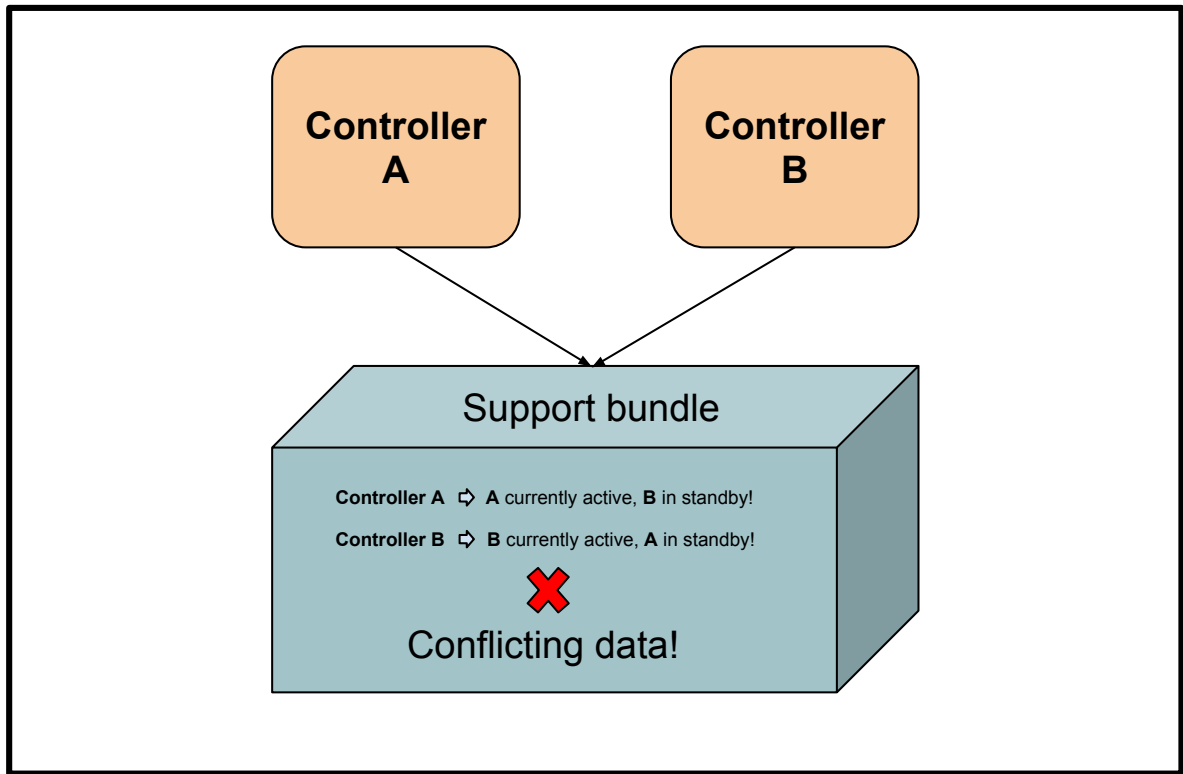 Controller
A
Controller
B
Support bundle
Controller A ⇨ A currently active, B in standby!
Controller B ⇨ B currently active, A in standby!
Conflicting data!